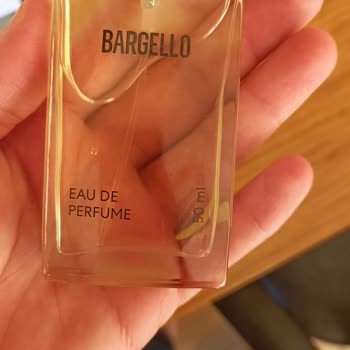 BARGELLO
EAU DE
PERFUME
50 ml